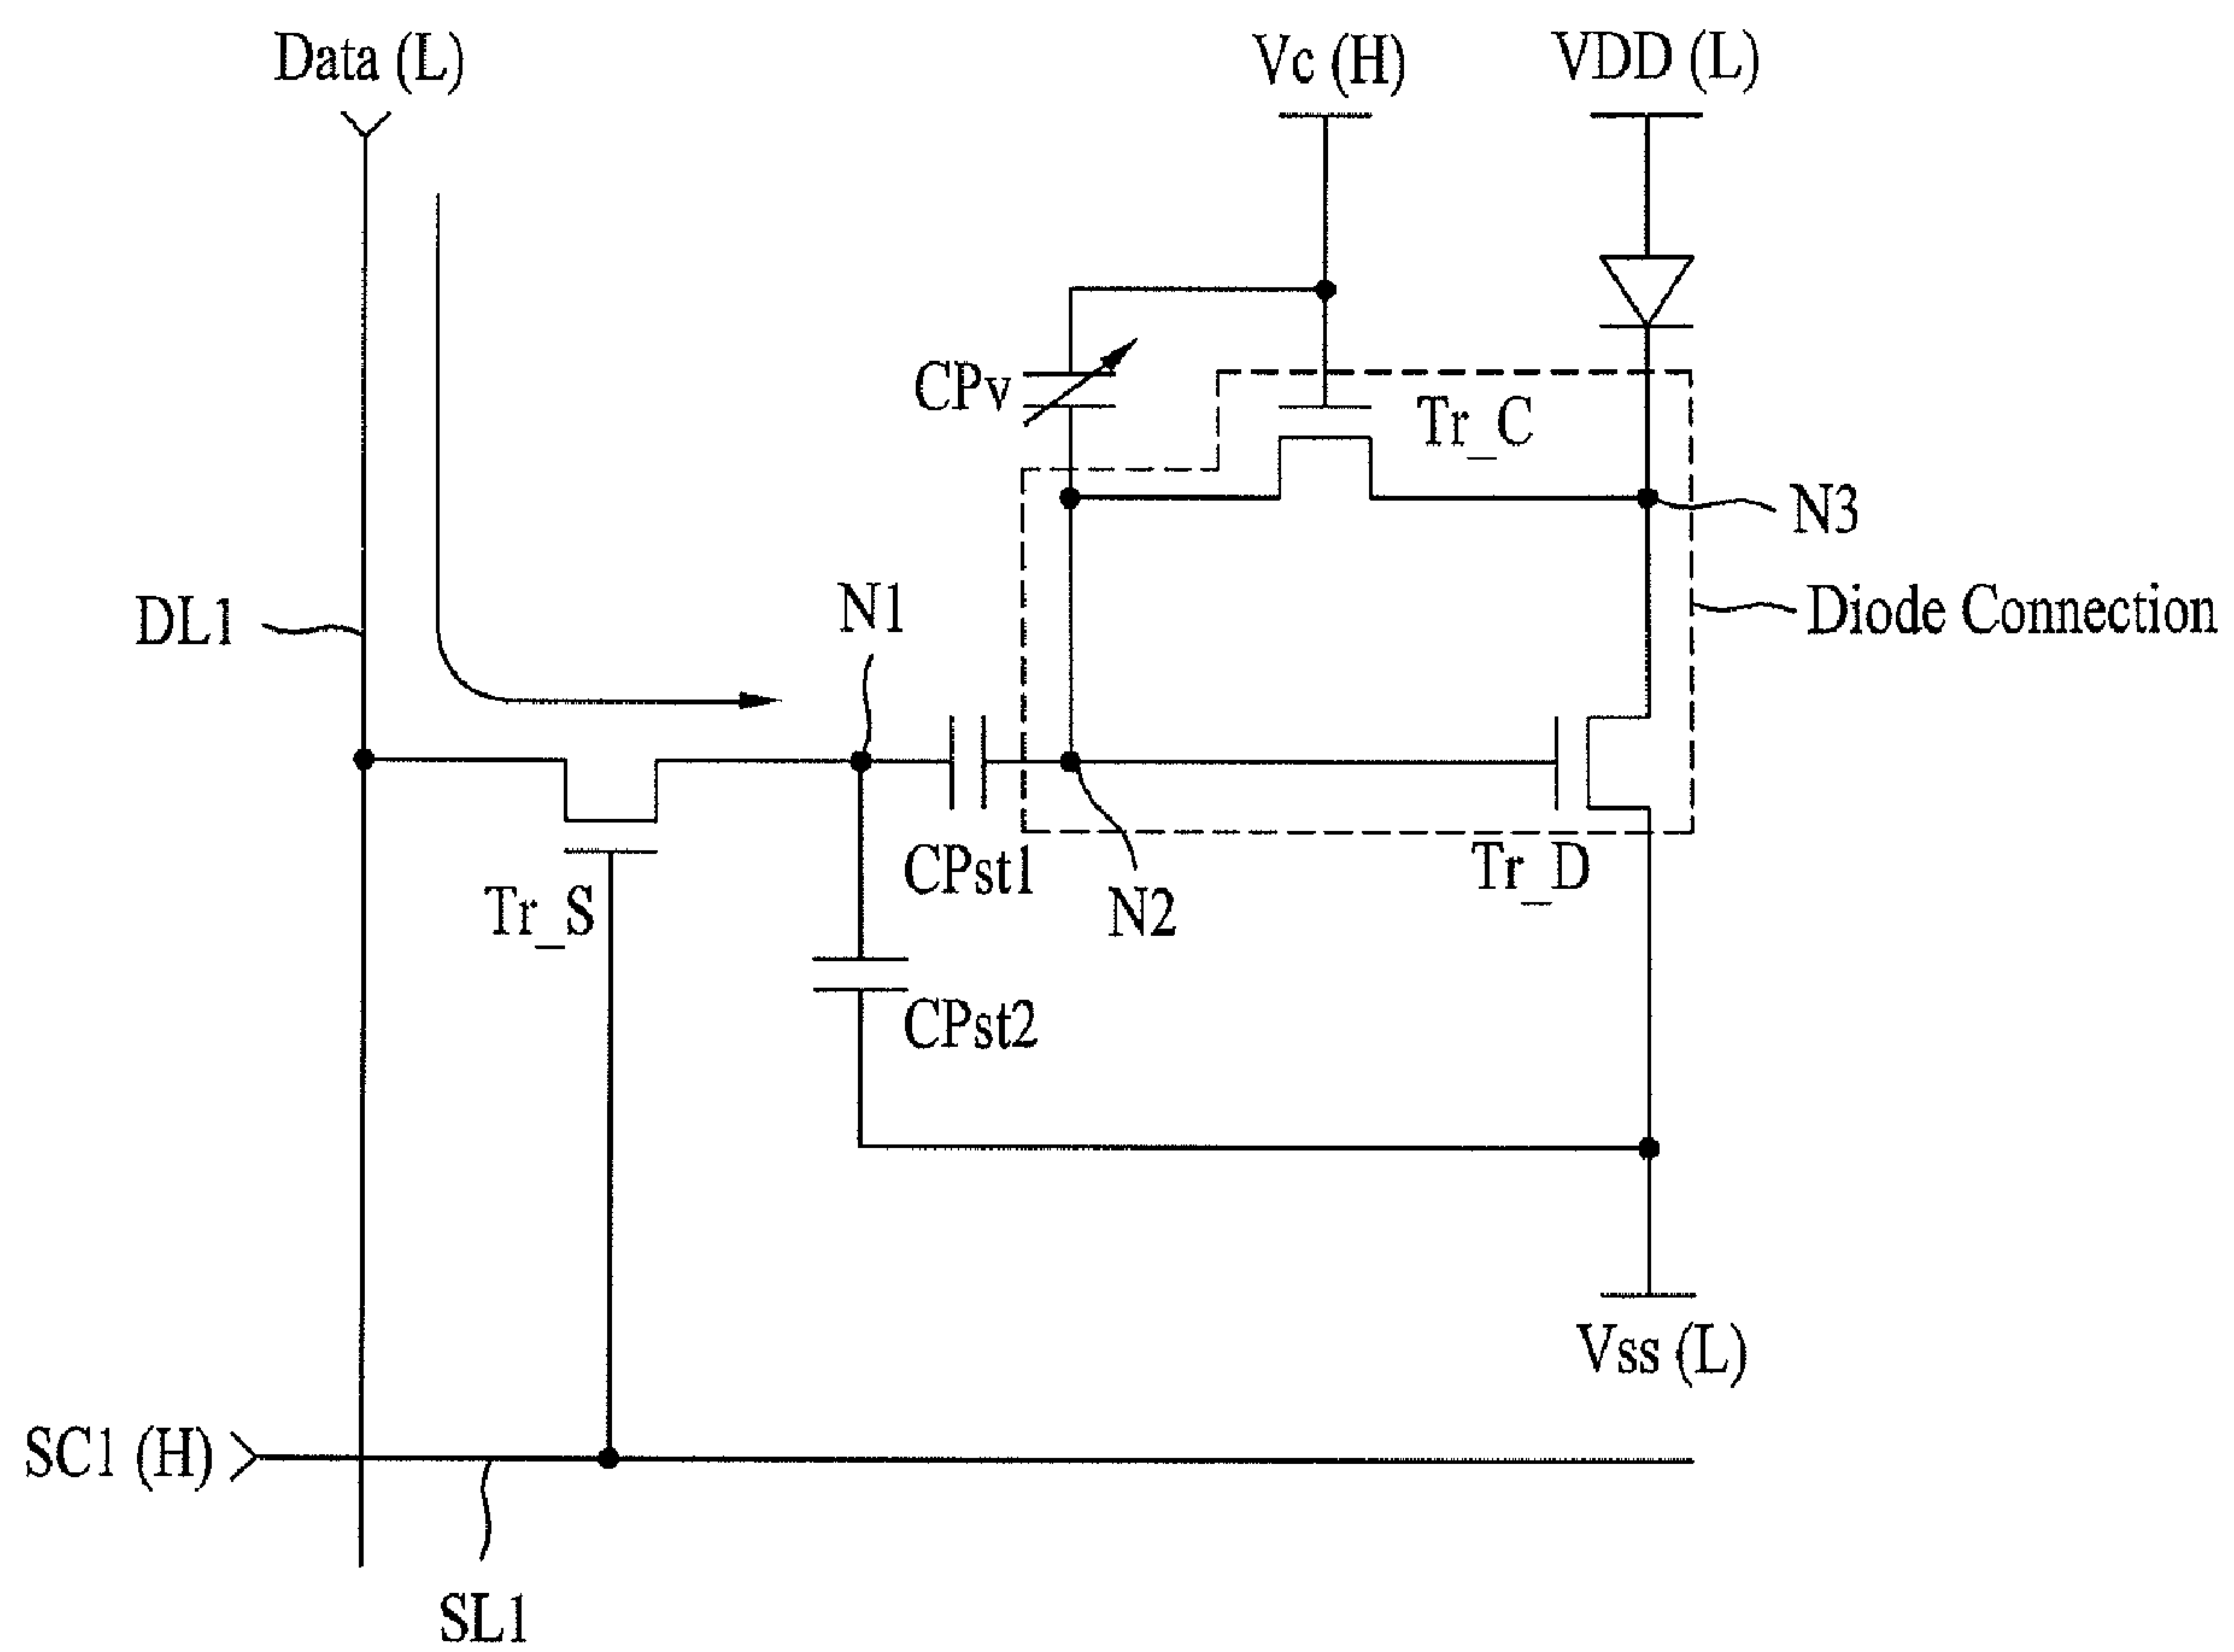 Data (L)
Vc (H)
VDD (L)
CPv
Tr_C
N3
DL1
N1
Diode Connection
CPst1
Tr_D
Tr_S
N2
CPst2
Vss (L)
SC1 (H)
SL1